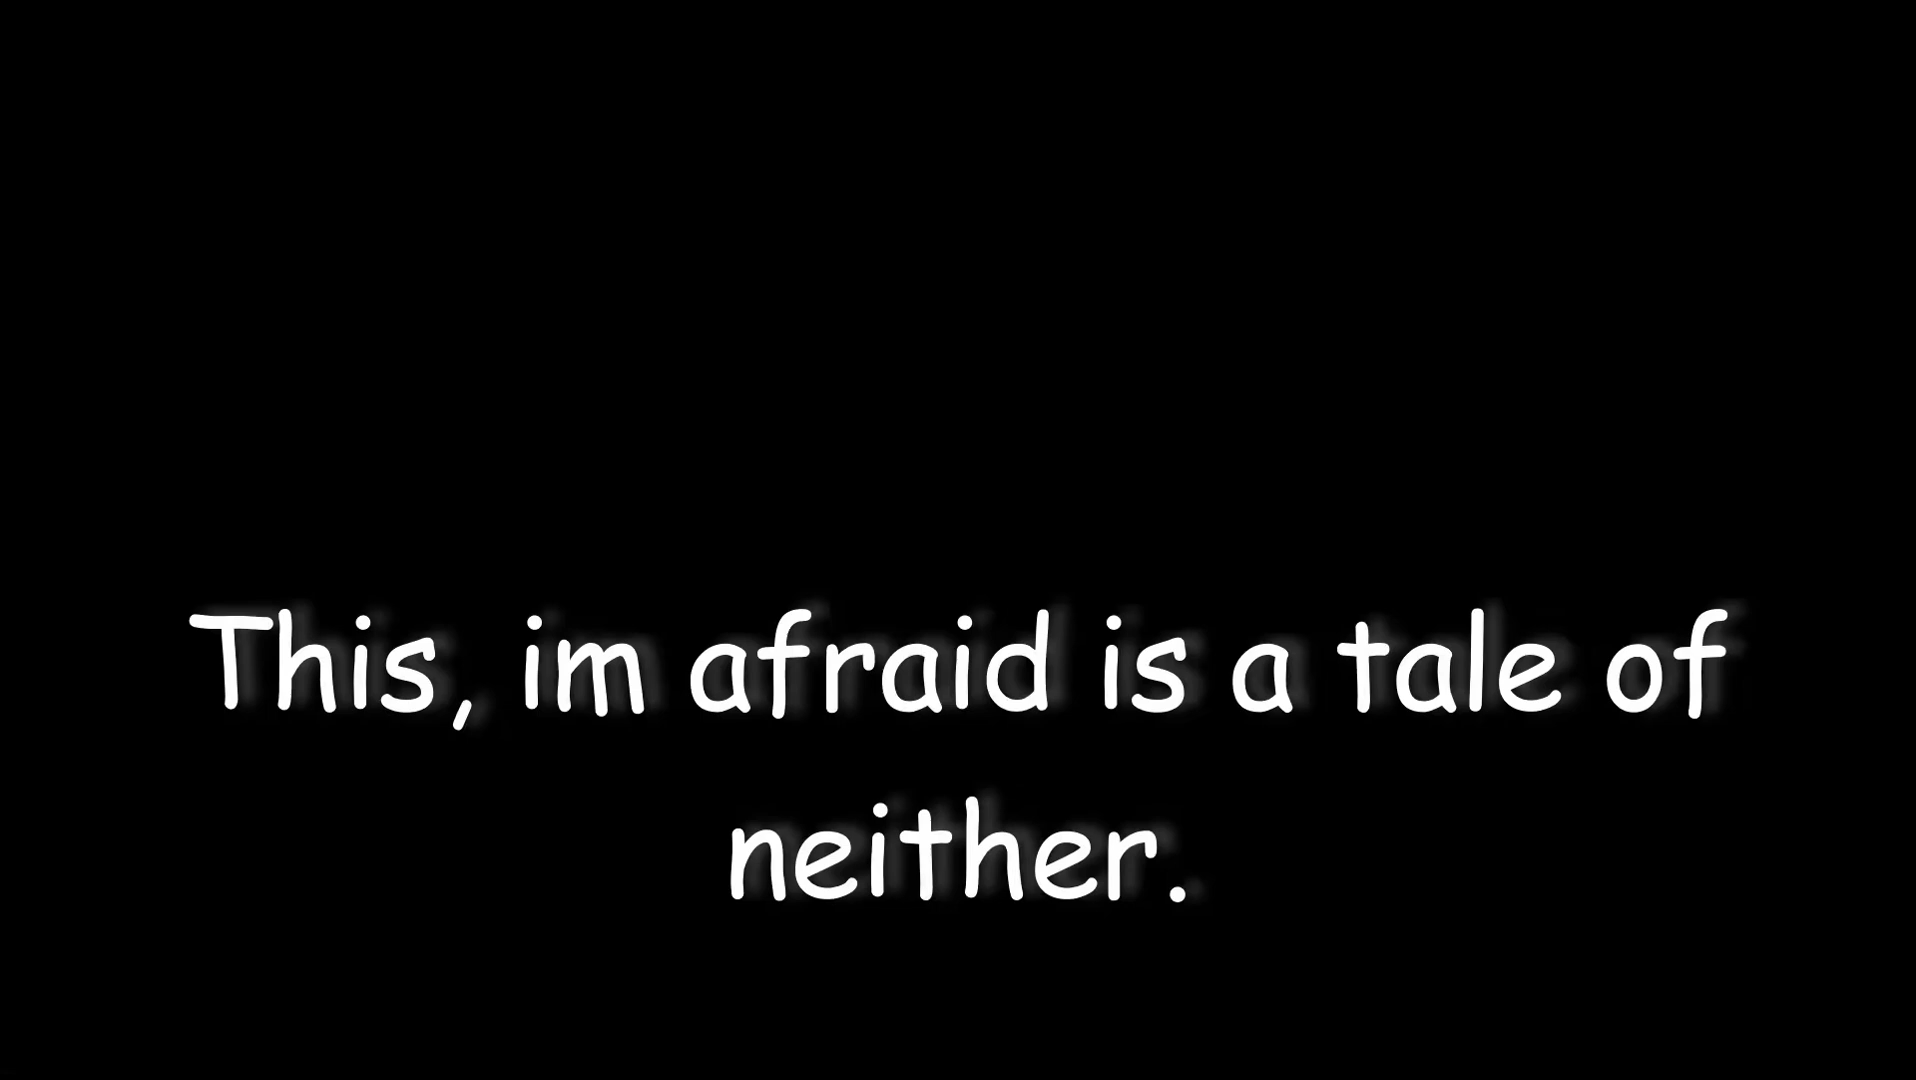 This, im afraid is a tale of
neither.